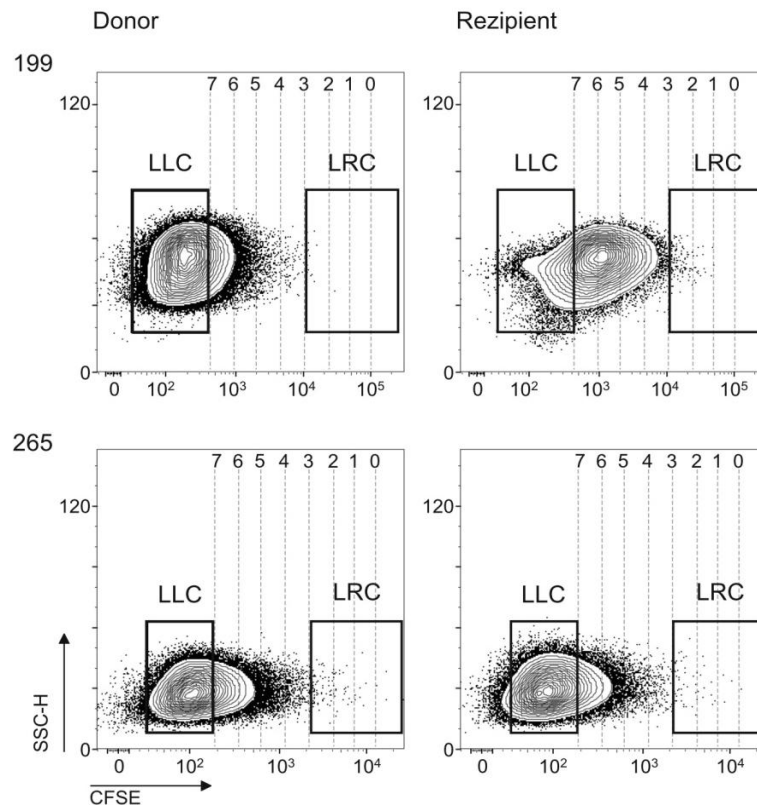 Donor Rezipient
199
7 6 5 4 3 2 1 0 7 6 5 4 3 2 1 0
120 120
LLC LRC LLC LRC
0 0
0 10² 10³ 10⁴ 10⁵ 0 10² 10³ 10⁴ 10⁵
265
7 6 5 4 3 2 1 0 7 6 5 4 3 2 1 0
120 120
LLC LRC LLC LRC
SSC-H
0 0
0 10² 10³ 10⁴ 0 10² 10³ 10⁴
CFSE